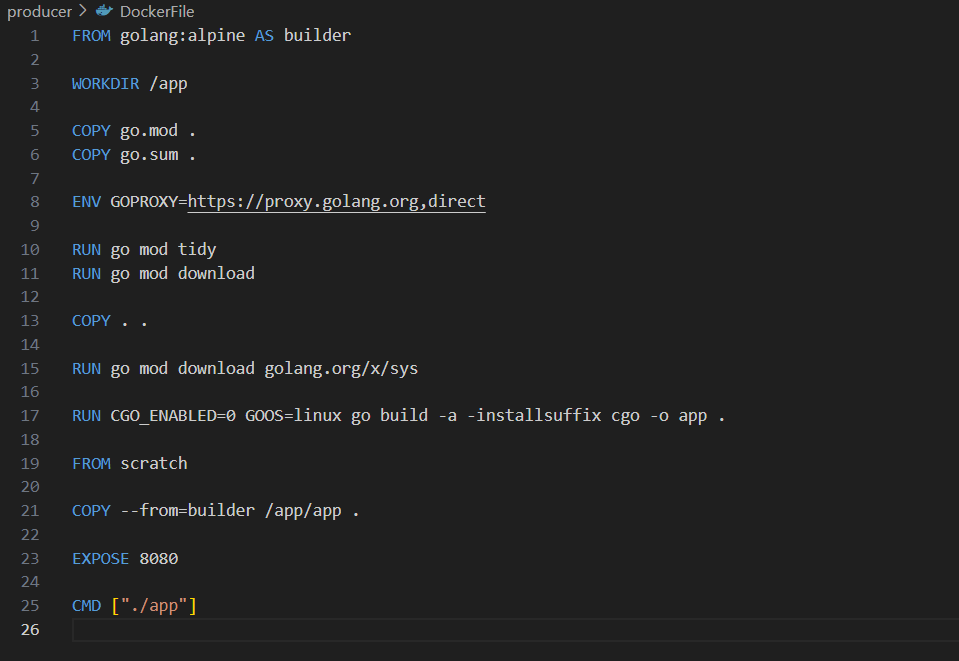 producer > DockerFile
1 FROM golang:alpine AS builder
2
3 WORKDIR /app
4
5 COPY go.mod .
6 COPY go.sum .
7
8 ENV GOPROXY=https://proxy.golang.org,direct
9
10 RUN go mod tidy
11 RUN go mod download
12
13 COPY . .
14
15 RUN go mod download golang.org/x/sys
16
17 RUN CGO_ENABLED=0 GOOS=linux go build -a -installsuffix cgo -o app .
18
19 FROM scratch
20
21 COPY --from=builder /app/app .
22
23 EXPOSE 8080
24
25 CMD ["./app"]
26